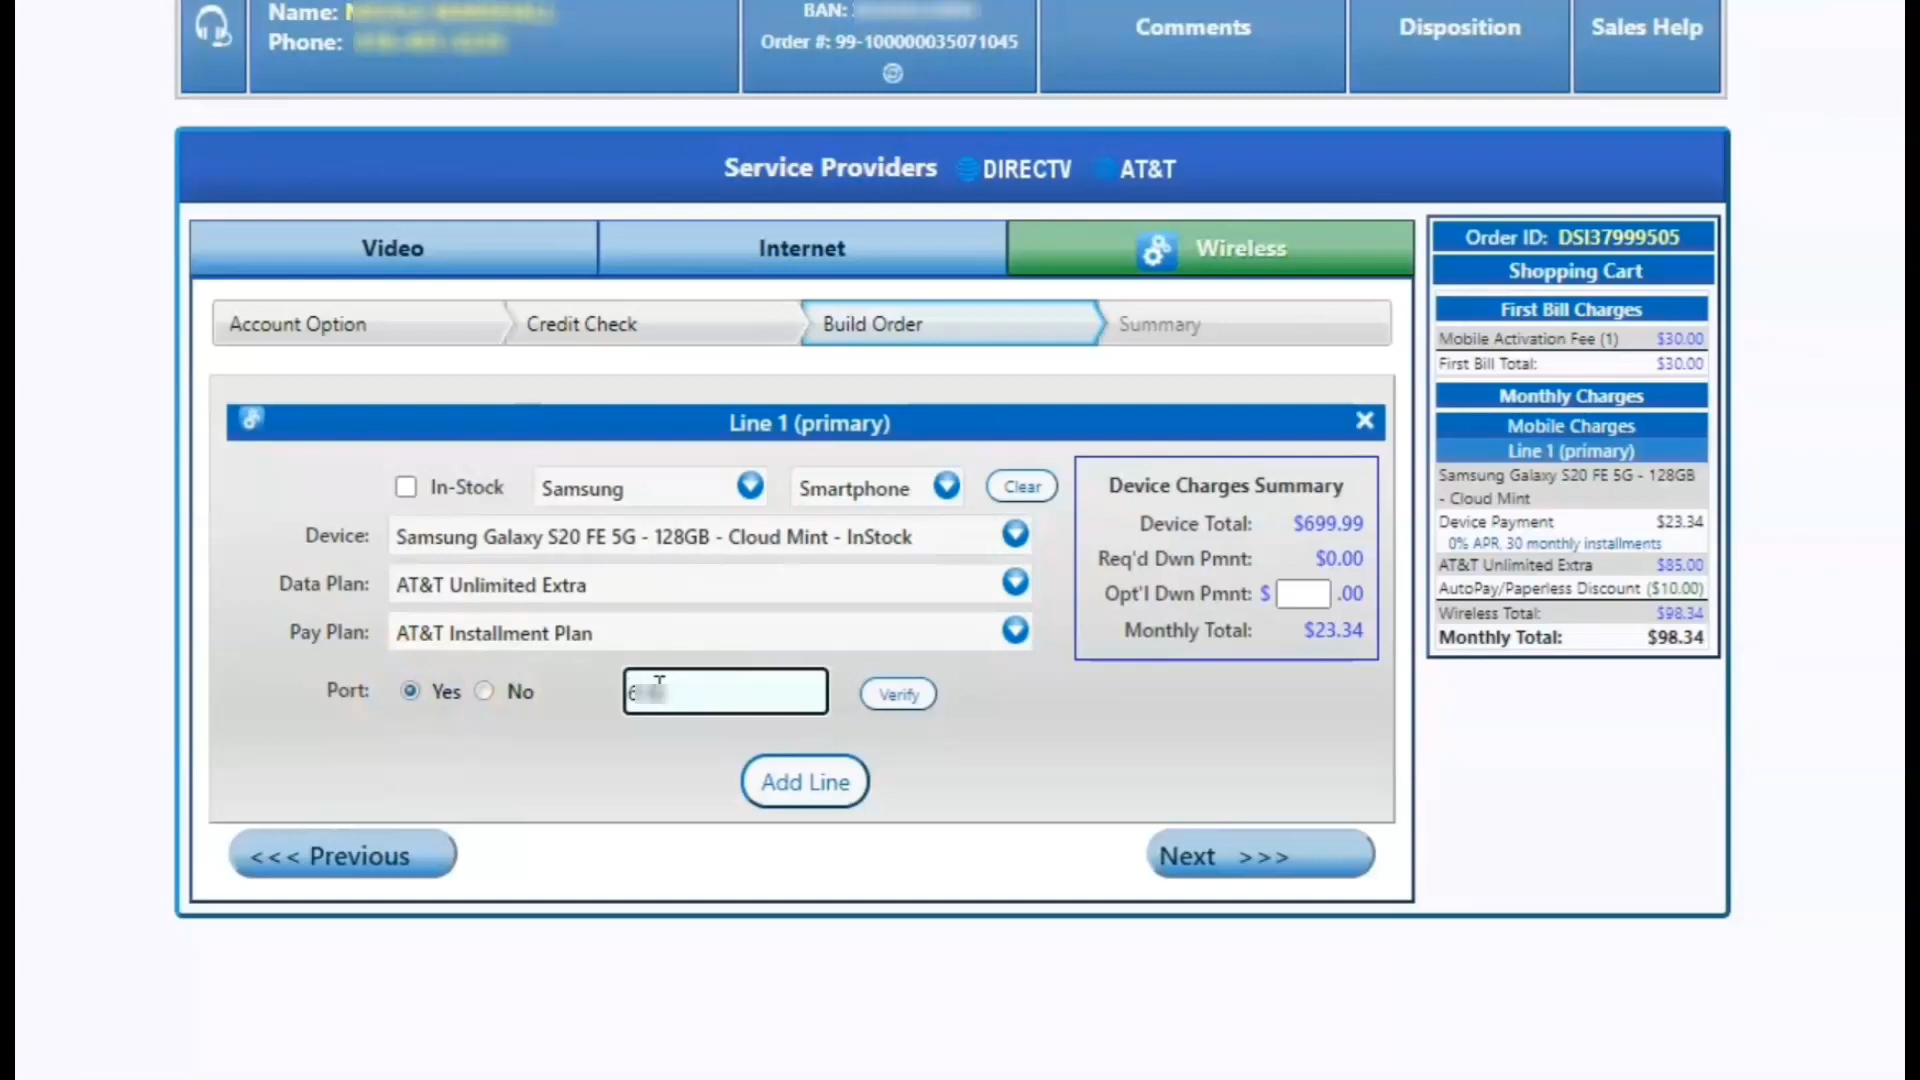 Name:
Phone:
BAN:
Order #: 99-100000035071045
Comments
Disposition
Sales Help
Service Providers DIRECTV AT&T
Video
Internet
Wireless
Account Option
Credit Check
Build Order
Summary
Line 1 (primary)
In-Stock
Samsung
Smartphone
Clear
Device: Samsung Galaxy S20 FE 5G - 128GB - Cloud Mint - InStock
Data Plan: AT&T Unlimited Extra
Pay Plan: AT&T Installment Plan
Port: Yes No
Verify
Add Line
Device Charges Summary
Device Total: $699.99
Req'd Dwn Pmnt: $0.00
Opt'l Dwn Pmnt: $ .00
Monthly Total: $23.34
<<< Previous
Next >>>
Order ID: DSI37999505
Shopping Cart
First Bill Charges
Mobile Activation Fee (1) $30.00
First Bill Total: $30.00
Monthly Charges
Mobile Charges
Line 1 (primary)
Samsung Galaxy S20 FE 5G - 128GB
- Cloud Mint
Device Payment $23.34
0% APR, 30 monthly installments
AT&T Unlimited Extra $85.00
AutoPay/Paperless Discount ($10.00)
Wireless Total: $98.34
Monthly Total: $98.34